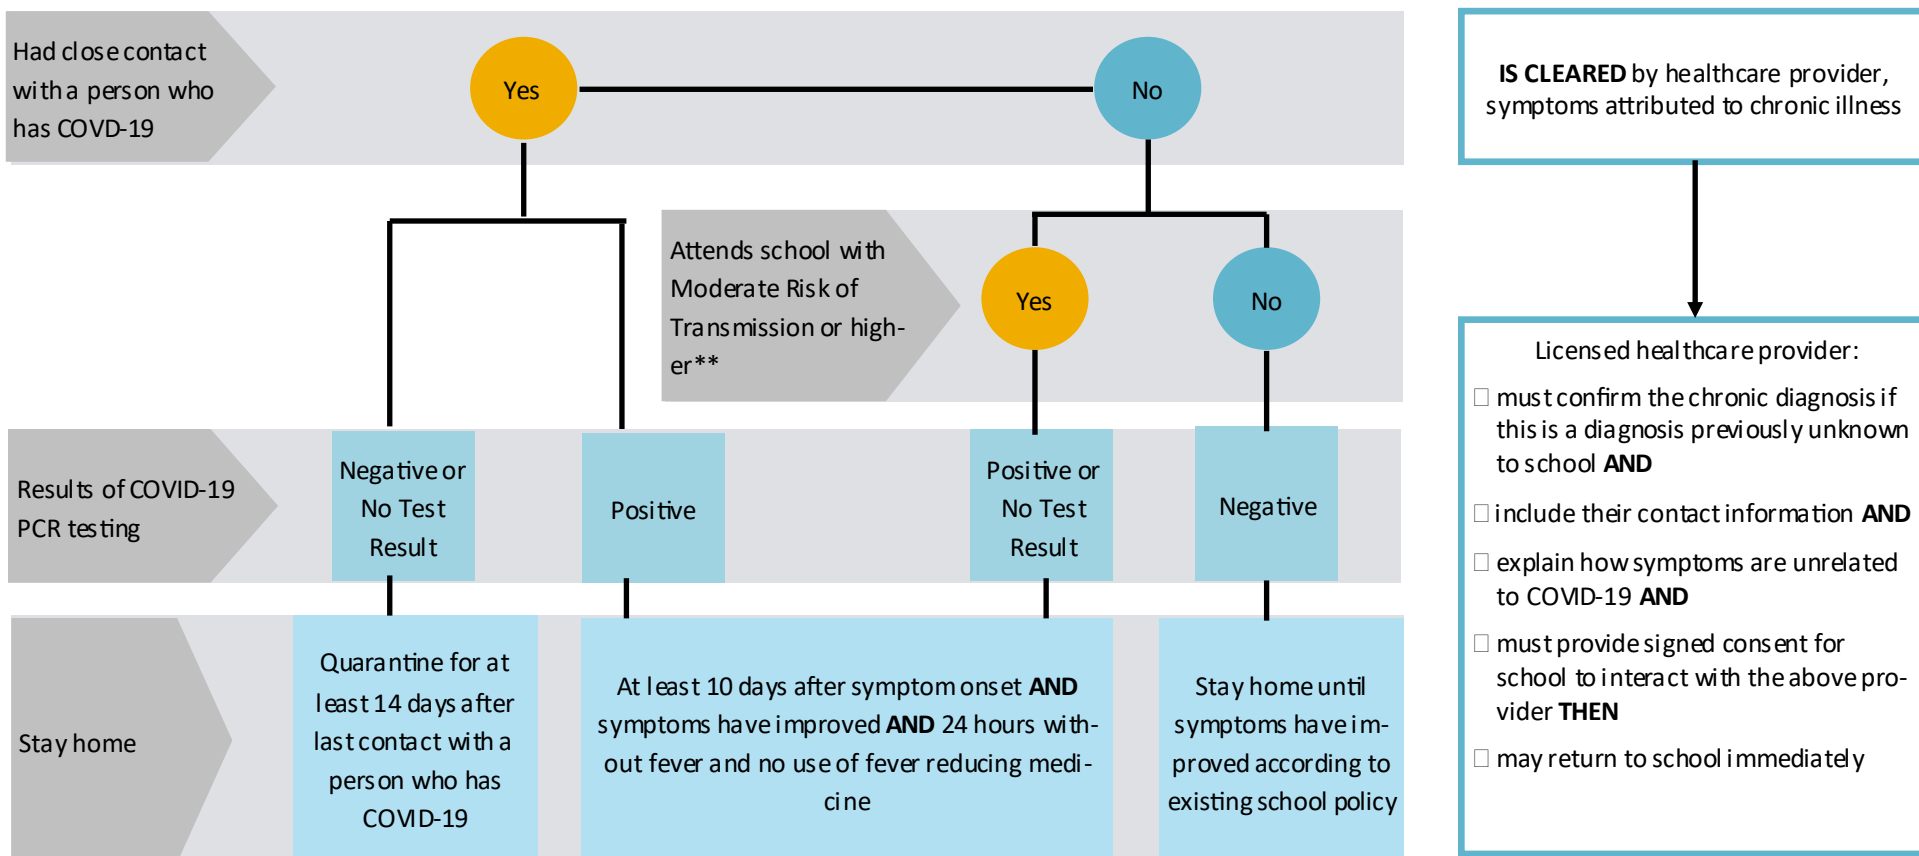 Had close contact
with a person who
has COVD-19
Yes
No
Attends school with
Moderate Risk of
Transmission or high-
er**
Yes
No
Results of COVID-19
PCR testing
Negative or
No Test
Result
Positive
Positive or
No Test
Result
Negative
Stay home
Quarantine for at
least 14 days after
last contact with a
person who has
COVID-19
At least 10 days after symptom onset AND
symptoms have improved AND 24 hours with-
out fever and no use of fever reducing medi-
cine
Stay home until
symptoms have im-
proved according to
existing school policy
IS CLEARED by healthcare provider,
symptoms attributed to chronic illness
Licensed healthcare provider:
□ must confirm the chronic diagnosis if
this is a diagnosis previously unknown
to school AND
□ include their contact information AND
□ explain how symptoms are unrelated
to COVID-19 AND
□ must provide signed consent for
school to interact with the above pro-
vider THEN
□ may return to school immediately